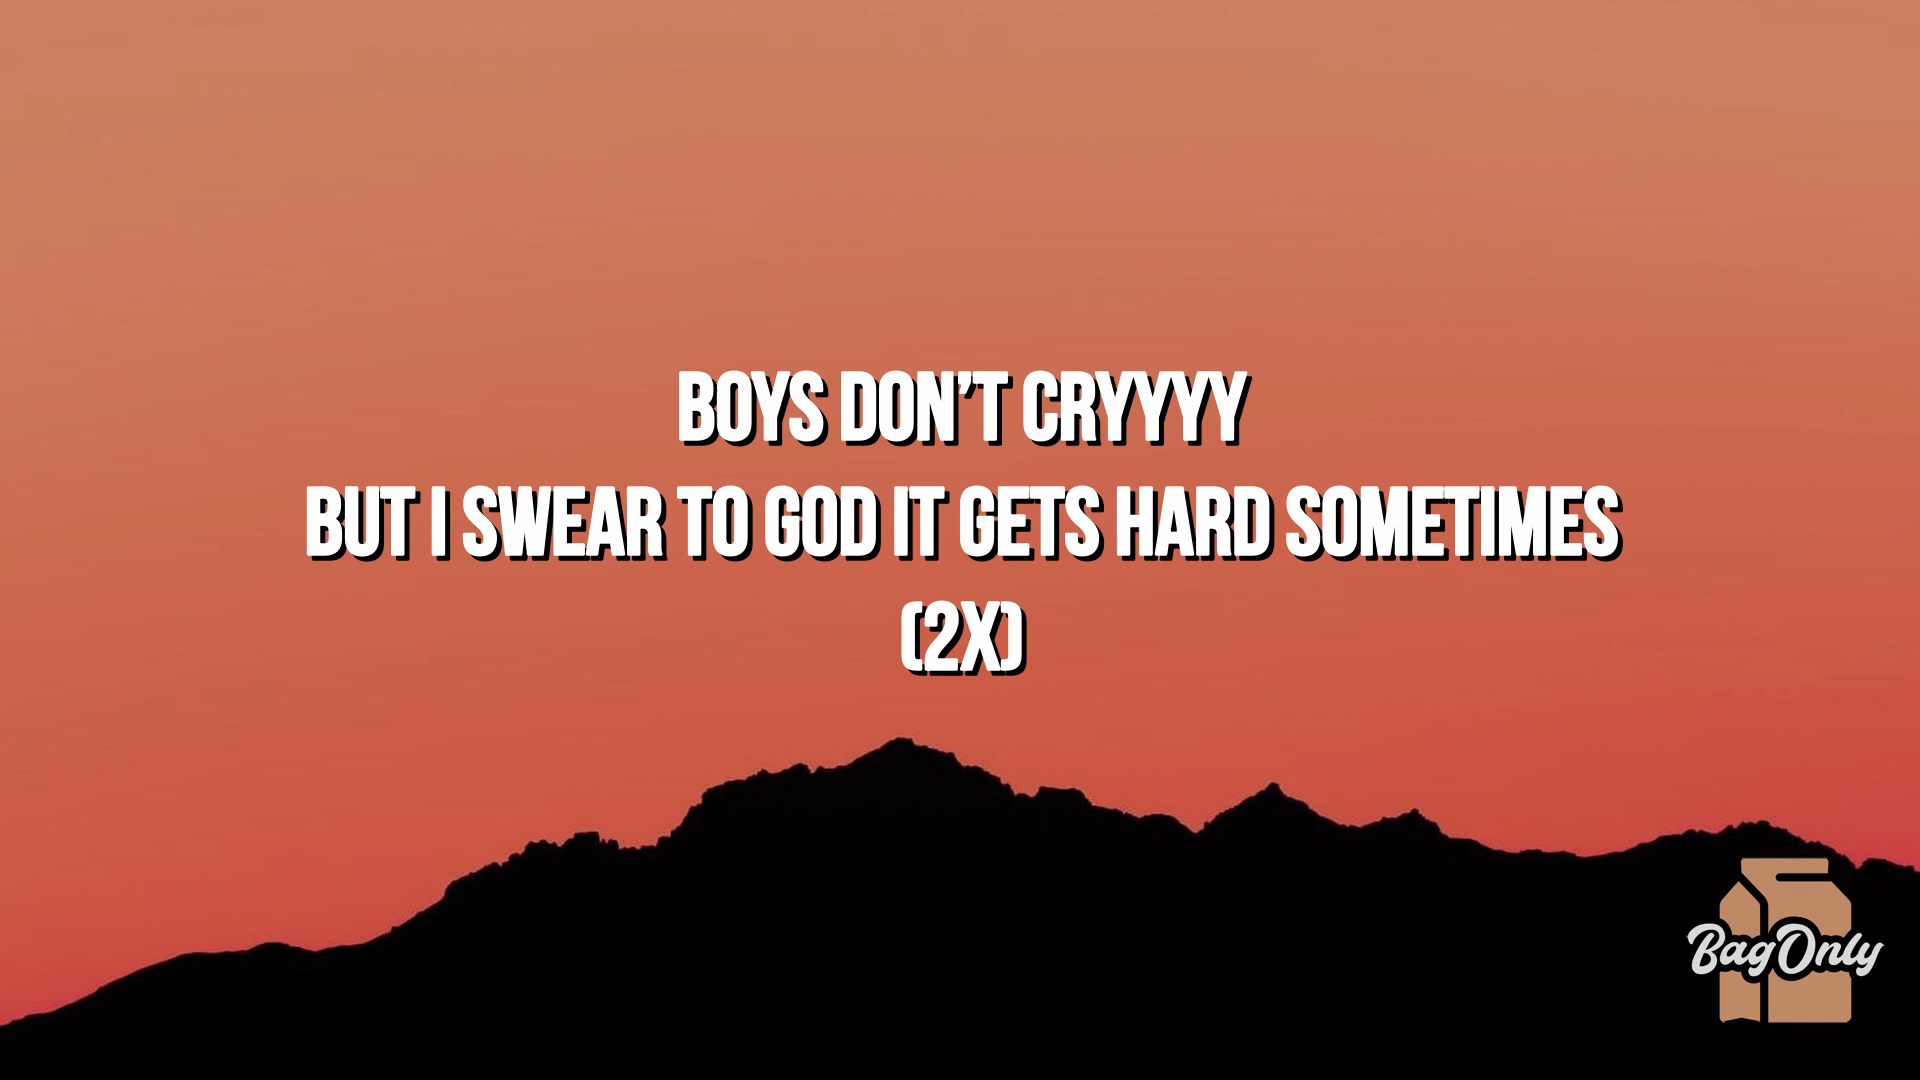 BOYS DON’T CRYYYY
BUT I SWEAR TO GOD IT GETS HARD SOMETIMES
(2X)
BagOnly